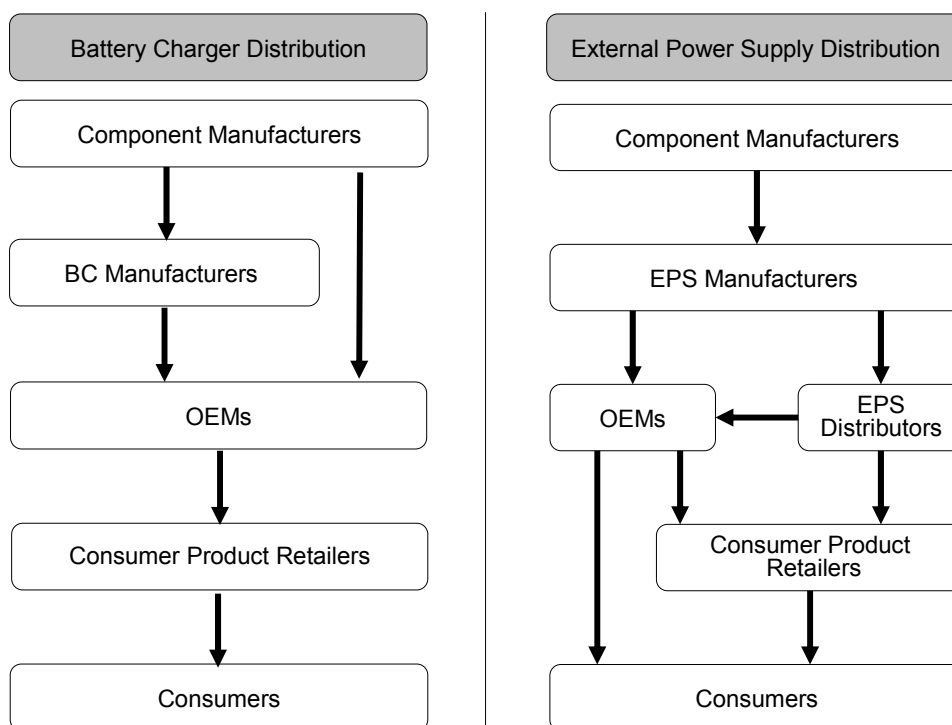 Battery Charger Distribution
Component Manufacturers
BC Manufacturers
OEMs
Consumer Product Retailers
Consumers
External Power Supply Distribution
Component Manufacturers
EPS Manufacturers
OEMs
EPS
Distributors
Consumer Product
Retailers
Consumers